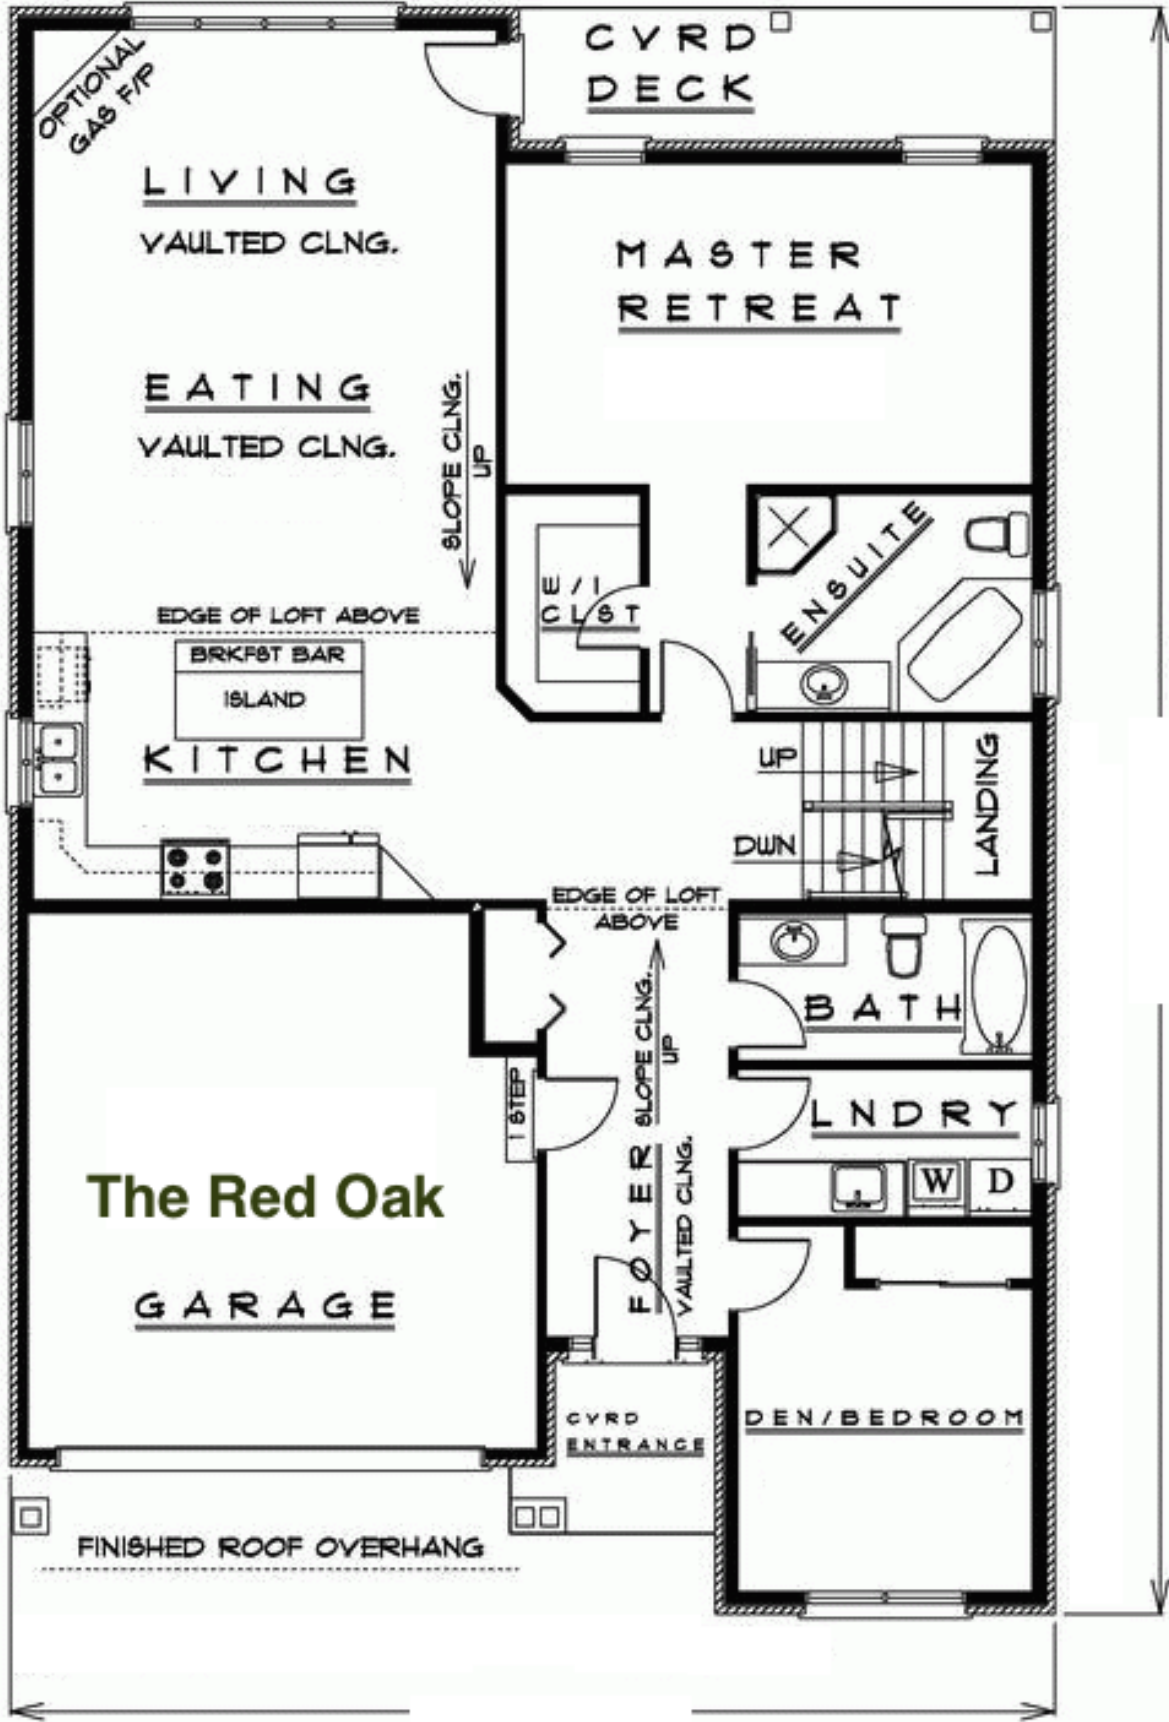 CVRD
DECK
OPTIONAL
GAS F/P
LIVING
VAULTED CLNG.
MASTER
RETREAT
EATING
VAULTED CLNG.
SLOPE CLNG.
UP
W/I
CLST
ENSUITE
EDGE OF LOFT ABOVE
BRKFST BAR
ISLAND
KITCHEN
UP
DWN
LANDING
EDGE OF LOFT
ABOVE
BATH
SLOPE CLNG.
UP
1 STEP
LNDRY
W D
The Red Oak
GARAGE
FOYER
VAULTED CLNG.
CVRD
ENTRANCE
DEN/BEDROOM
FINISHED ROOF OVERHANG